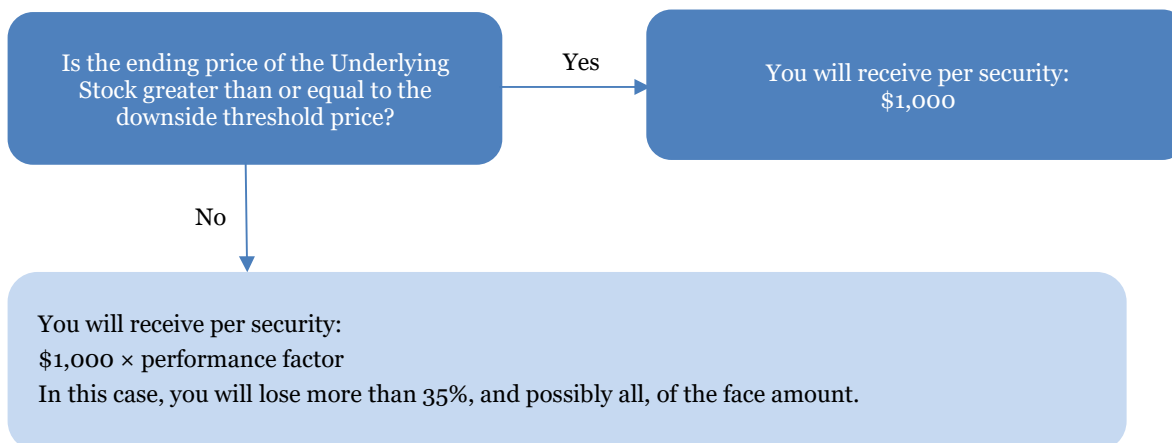 Is the ending price of the Underlying
Stock greater than or equal to the
downside threshold price?
Yes
You will receive per security:
$1,000
No
You will receive per security:
$1,000 × performance factor
In this case, you will lose more than 35%, and possibly all, of the face amount.